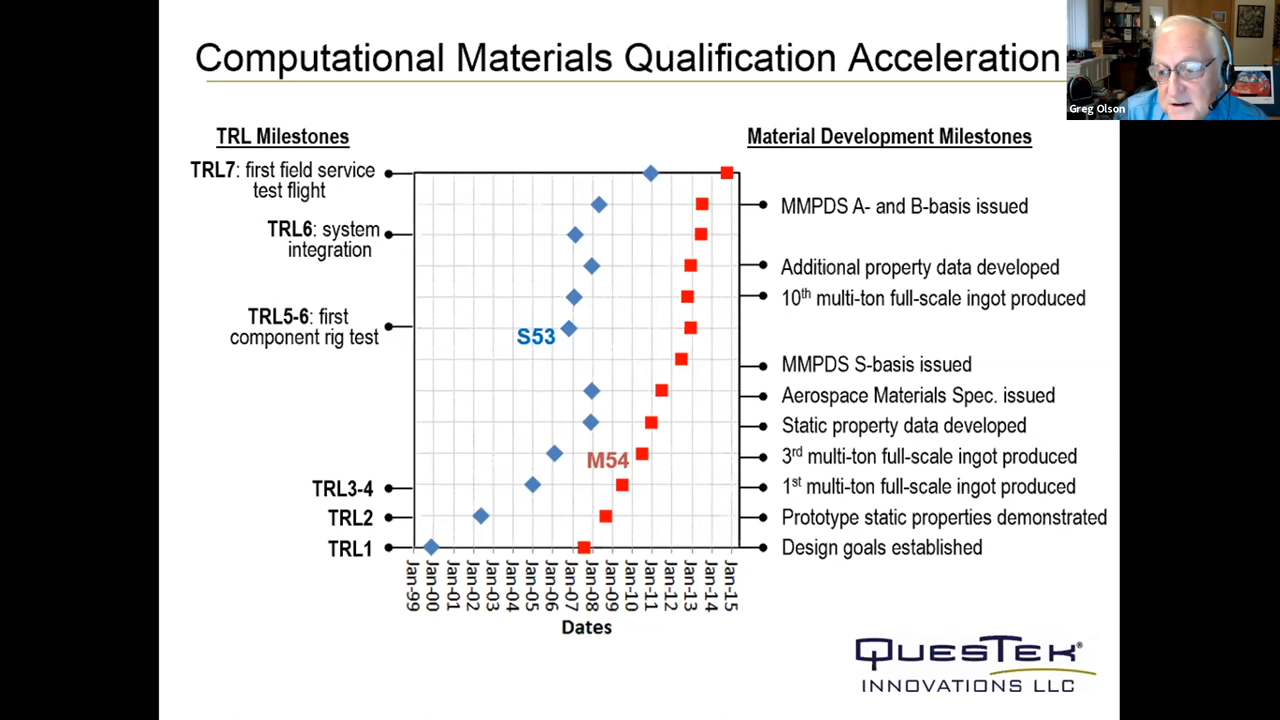 Computational Materials Qualification Acceleration
Greg Olson
TRL Milestones
Material Development Milestones
TRL7: first field service
test flight
MMPDS A- and B-basis issued
TRL6: system
integration
Additional property data developed
10th multi-ton full-scale ingot produced
TRL5-6: first
component rig test
S53
MMPDS S-basis issued
Aerospace Materials Spec. issued
Static property data developed
M54
3rd multi-ton full-scale ingot produced
TRL3-4
1st multi-ton full-scale ingot produced
TRL2
Prototype static properties demonstrated
TRL1
Design goals established
Jan-99
Jan-00
Jan-01
Jan-02
Jan-03
Jan-04
Jan-05
Jan-06
Jan-07
Jan-08
Jan-09
Jan-10
Jan-11
Jan-12
Jan-13
Jan-14
Jan-15
Dates
QUESTEK®
INNOVATIONS LLC